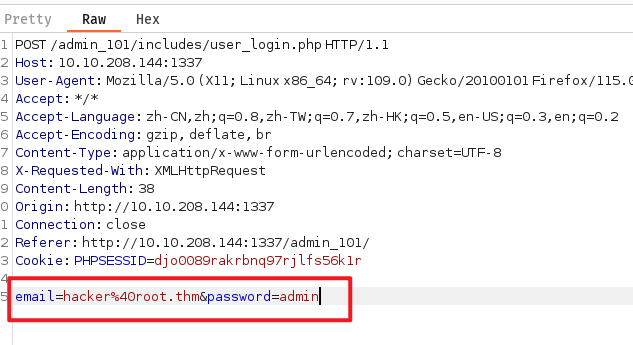 Pretty Raw Hex
1 POST /admin_101/includes/user_login.php HTTP/1.1
2 Host: 10.10.208.144:1337
3 User-Agent: Mozilla/5.0 (X11; Linux x86_64; rv:109.0) Gecko/20100101 Firefox/115.0
4 Accept: */*
5 Accept-Language: zh-CN,zh;q=0.8,zh-TW;q=0.7,zh-HK;q=0.5,en-US;q=0.3,en;q=0.2
6 Accept-Encoding: gzip, deflate, br
7 Content-Type: application/x-www-form-urlencoded; charset=UTF-8
8 X-Requested-With: XMLHttpRequest
9 Content-Length: 38
0 Origin: http://10.10.208.144:1337
1 Connection: close
2 Referer: http://10.10.208.144:1337/admin_101/
3 Cookie: PHPSESSID=djo0089rakrbnq97rjlfs56k1r
4
5 email=hacker%40root.thm&password=admin